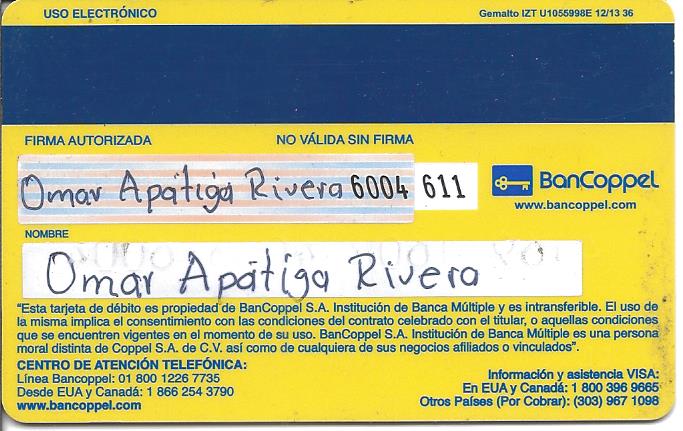 USO ELECTRÓNICO
Gemalto IZT U1055998E 12/13 36
FIRMA AUTORIZADA NO VÁLIDA SIN FIRMA
Omar Apátiga Rivera 6004 611
BanCoppel
www.bancoppel.com
NOMBRE
Omar Apátiga Rivera
"Esta tarjeta de débito es propiedad de BanCoppel S.A. Institución de Banca Múltiple y es intransferible. El uso de
la misma implica el consentimiento con las condiciones del contrato celebrado con el titular, o aquellas condiciones
que se encuentren vigentes en el momento de su uso. BanCoppel S.A. Institución de Banca Múltiple es una persona
moral distinta de Coppel S.A. de C.V. así como de cualquiera de sus negocios afiliados o vinculados".
CENTRO DE ATENCIÓN TELEFÓNICA:
Línea Bancoppel: 01 800 1226 7735
Desde EUA y Canadá: 1 866 254 3790
www.bancoppel.com
Información y asistencia VISA:
En EUA y Canadá: 1 800 396 9665
Otros Países (Por Cobrar): (303) 967 1098